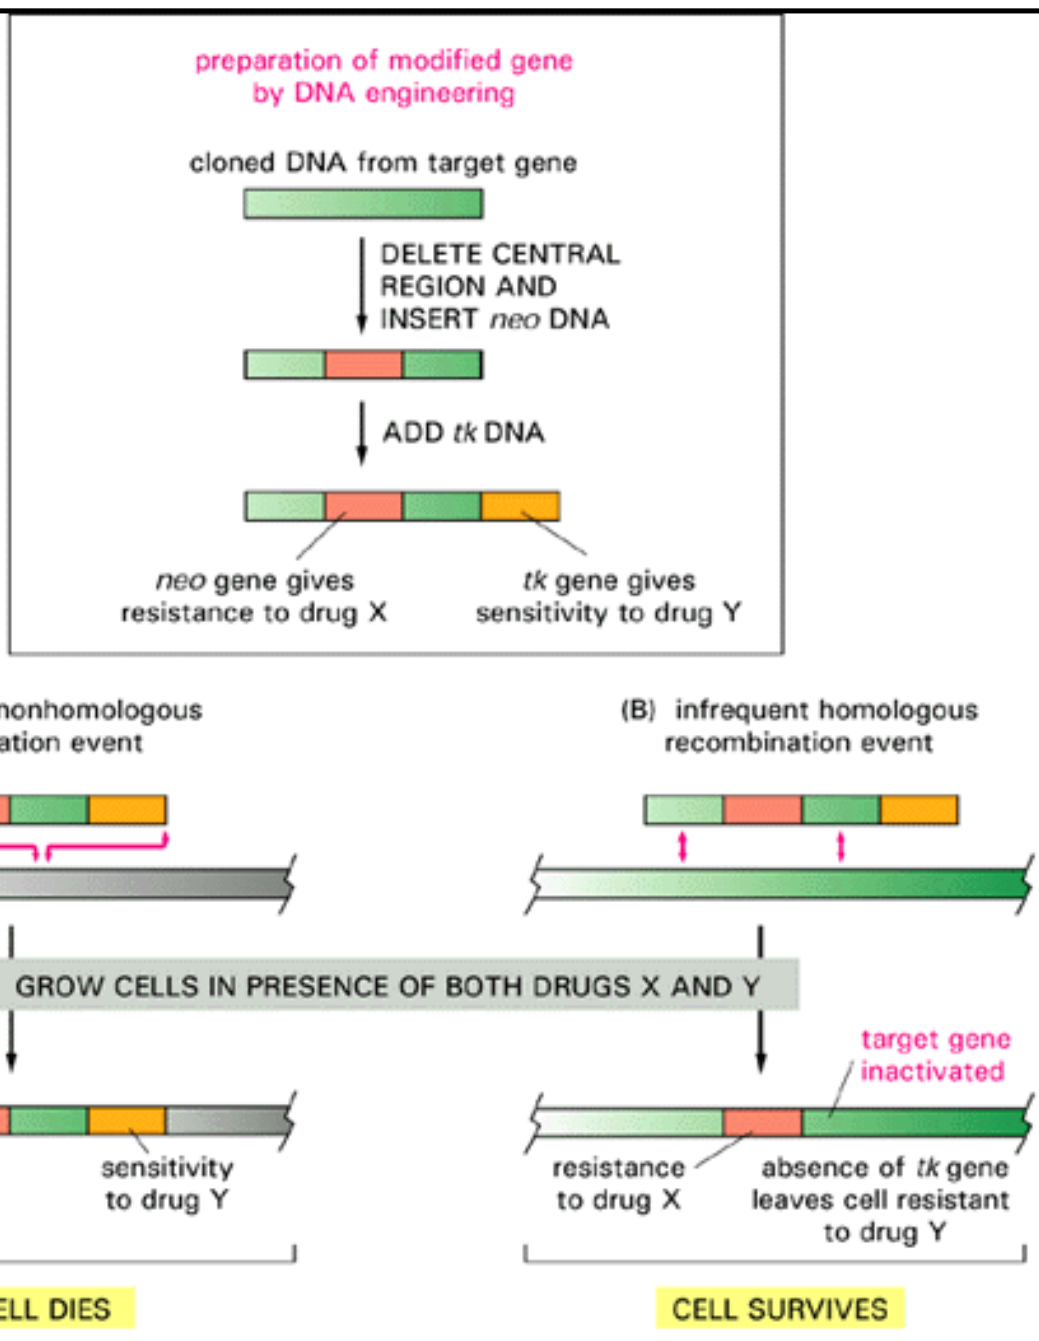 preparation of modified gene
by DNA engineering
cloned DNA from target gene
DELETE CENTRAL
REGION AND
INSERT neo DNA
ADD tk DNA
neo gene gives
resistance to drug X
tk gene gives
sensitivity to drug Y
nonhomologous
ation event
(B) infrequent homologous
recombination event
GROW CELLS IN PRESENCE OF BOTH DRUGS X AND Y
target gene
inactivated
sensitivity
to drug Y
resistance
to drug X
absence of tk gene
leaves cell resistant
to drug Y
ELL DIES
CELL SURVIVES